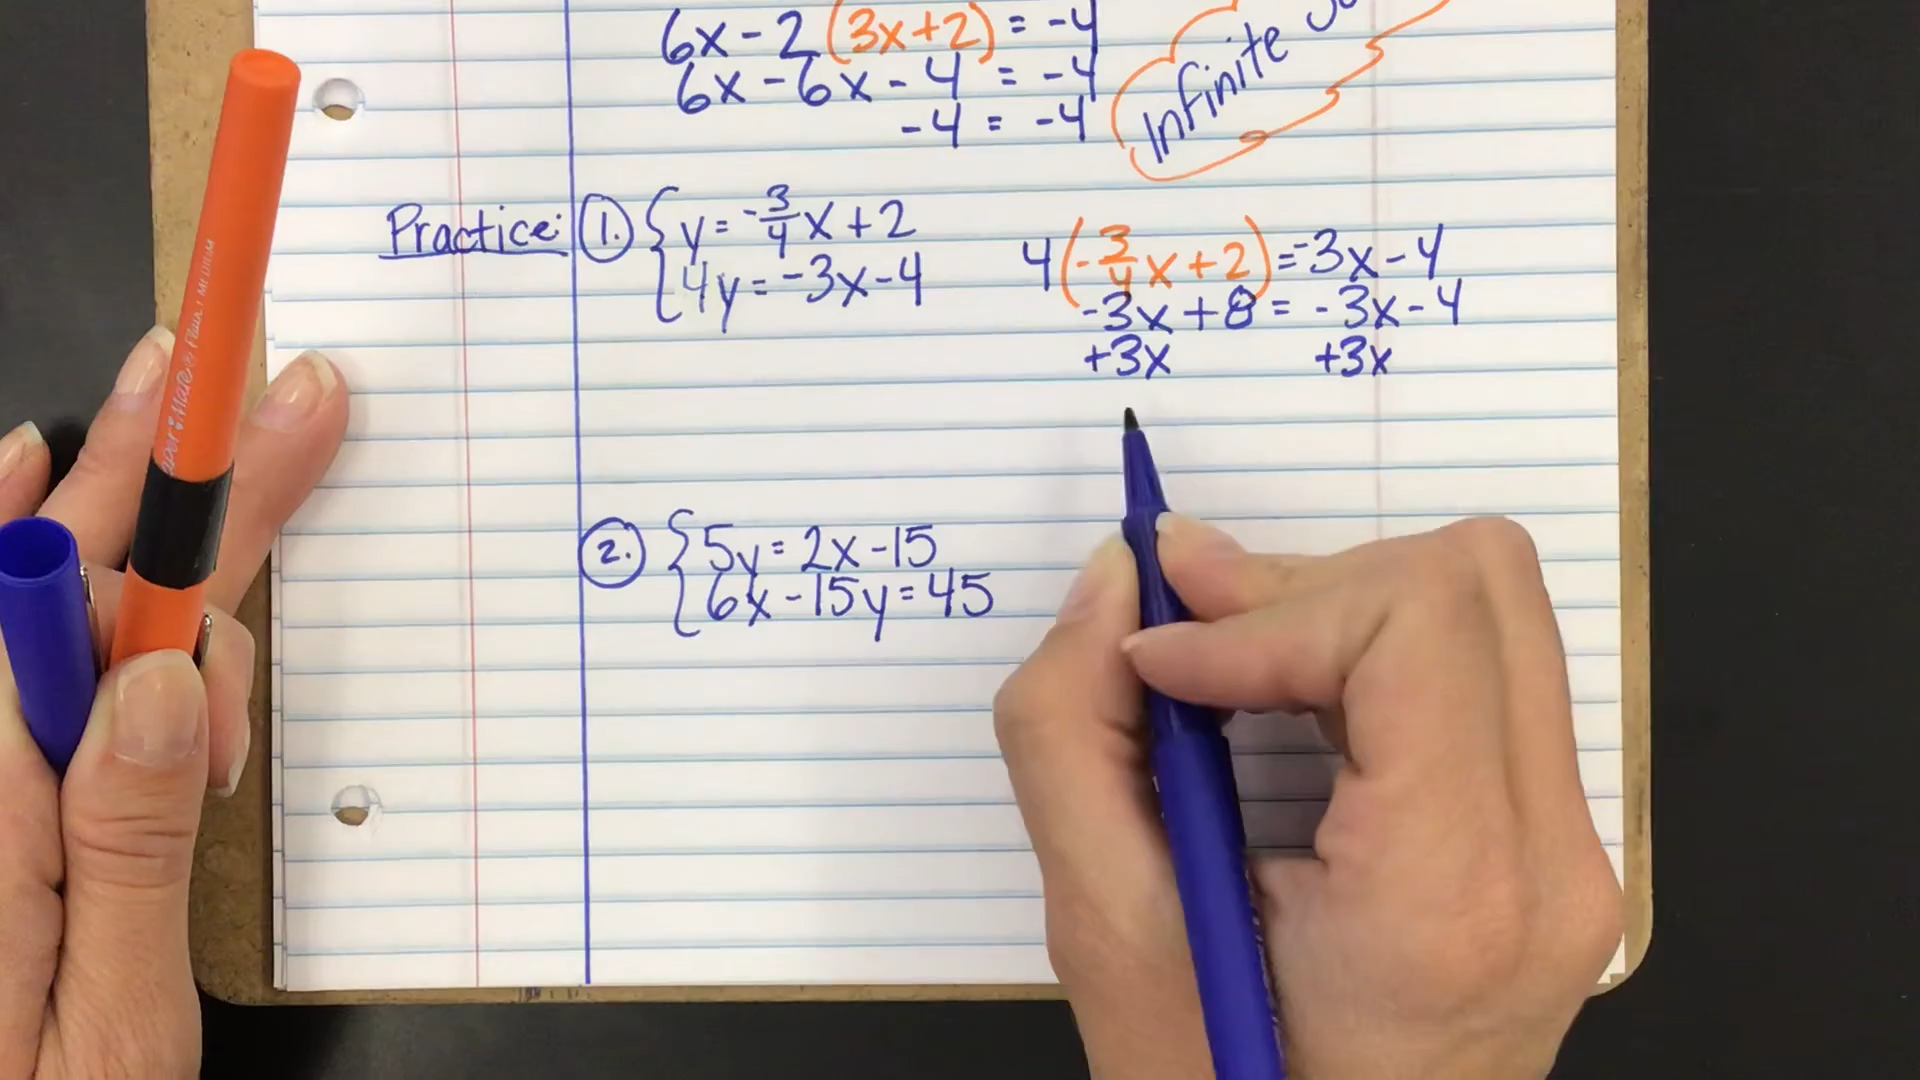 6x - 2(3x+2) = -4
6x - 6x - 4 = -4
-4 = -4
Infinite
Practice:
1. y = -3/4x + 2
4y = -3x - 4
4(-3/4x + 2) = -3x - 4
-3x + 8 = -3x - 4
+3x +3x
2. 5y = 2x - 15
6x - 15y = 45
Paper:Mate Flair! MEDIUM